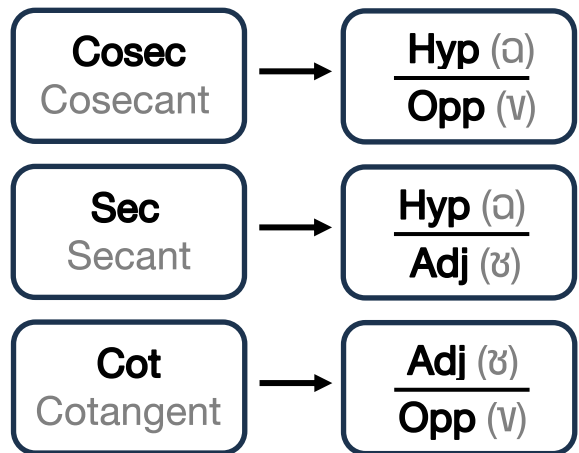 Cosec
Cosecant
Hyp (ฉ)
Opp (ข)
Sec
Secant
Hyp (ฉ)
Adj (ช)
Cot
Cotangent
Adj (ช)
Opp (ข)